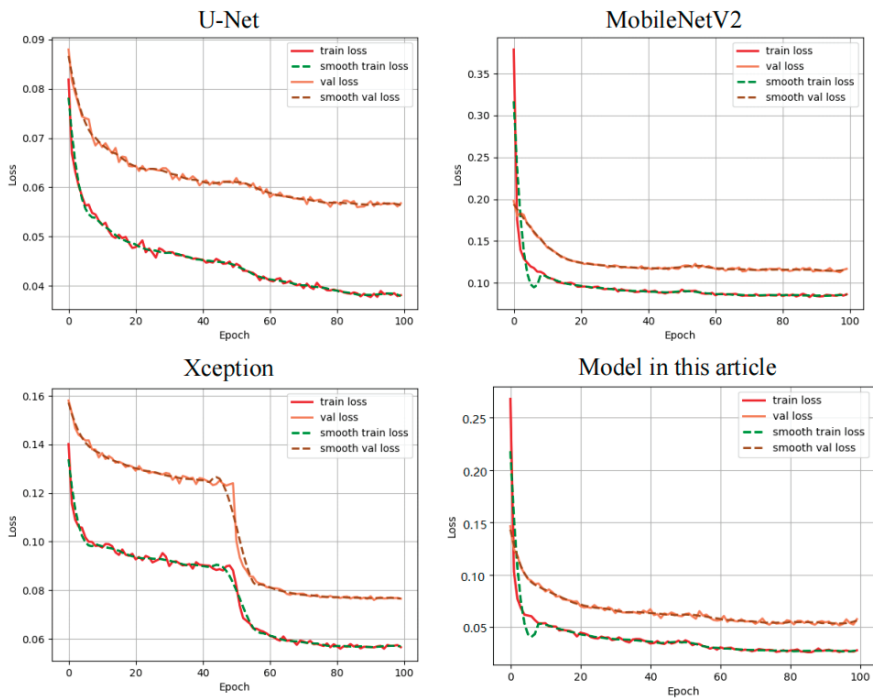 U-Net
0.09
0.08
0.07
0.06
0.05
0.04
Loss
0
20
40
60
80
100
Epoch
train loss
smooth train loss
val loss
smooth val loss
MobileNetV2
0.35
0.30
0.25
0.20
0.15
0.10
Loss
0
20
40
60
80
100
Epoch
train loss
val loss
smooth train loss
smooth val loss
Xception
0.16
0.14
0.12
0.10
0.08
0.06
Loss
0
20
40
60
80
100
Epoch
train loss
val loss
smooth train loss
smooth val loss
Model in this article
0.25
0.20
0.15
0.10
0.05
Loss
0
20
40
60
80
100
Epoch
train loss
val loss
smooth train loss
smooth val loss